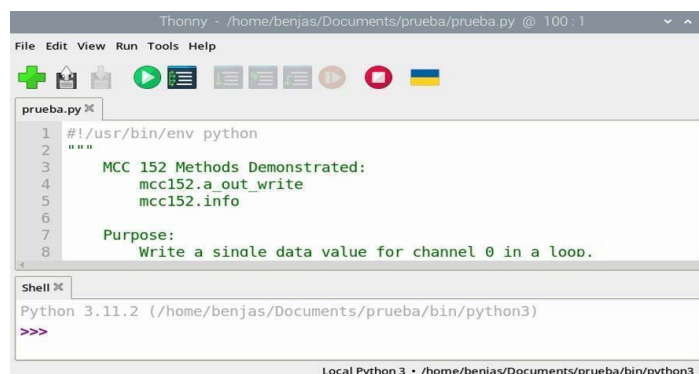 Thonny - /home/benjas/Documents/prueba/prueba.py @ 100:1
File Edit View Run Tools Help
prueba.py
1 #!/usr/bin/env python
2 """
3 MCC 152 Methods Demonstrated:
4 mcc152.a_out_write
5 mcc152.info
6
7 Purpose:
8 Write a single data value for channel 0 in a loop.
Shell
Python 3.11.2 (/home/benjas/Documents/prueba/bin/python3)
>>>
Local Python 3 • /home/benjas/Documents/prueba/bin/python3